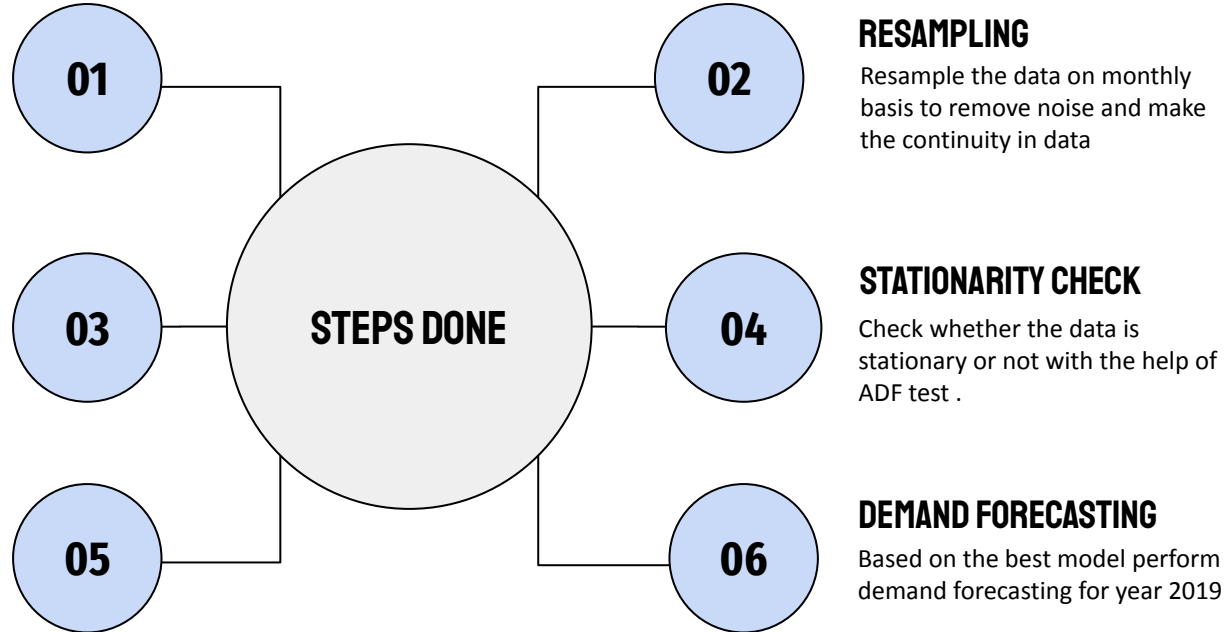 01
02
RESAMPLING
Resample the data on monthly
basis to remove noise and make
the continuity in data
03
STEPS DONE
04
STATIONARITY CHECK
Check whether the data is
stationary or not with the help of
ADF test .
05
06
DEMAND FORECASTING
Based on the best model perform
demand forecasting for year 2019